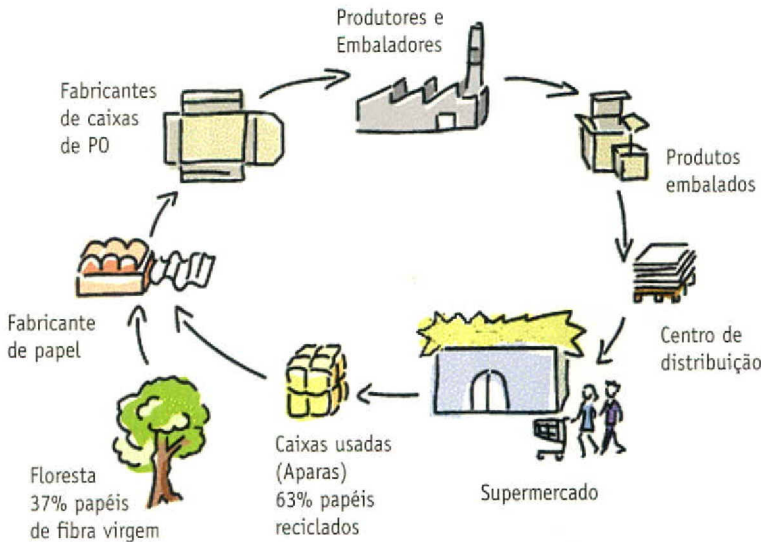 Produtores e
Embaladores
Fabricantes
de caixas
de PO
Produtos
embalados
Fabricante
de papel
Centro de
distribuição
Floresta
37% papéis
de fibra virgem
Caixas usadas
(Aparas)
63% papéis
reciclados
Supermercado